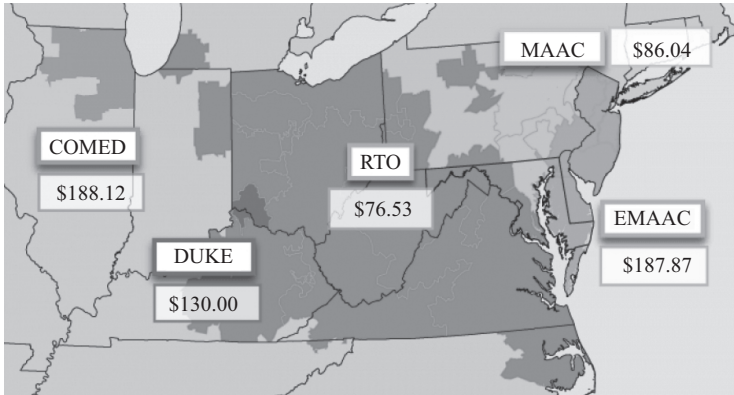 MAAC
$86.04
COMED
$188.12
RTO
$76.53
EMAAC
$187.87
DUKE
$130.00